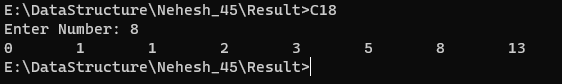 E:\DataStructure\Nehesh_45\Result>C18
Enter Number: 8
0 1 1 2 3 5 8 13
E:\DataStructure\Nehesh_45\Result>